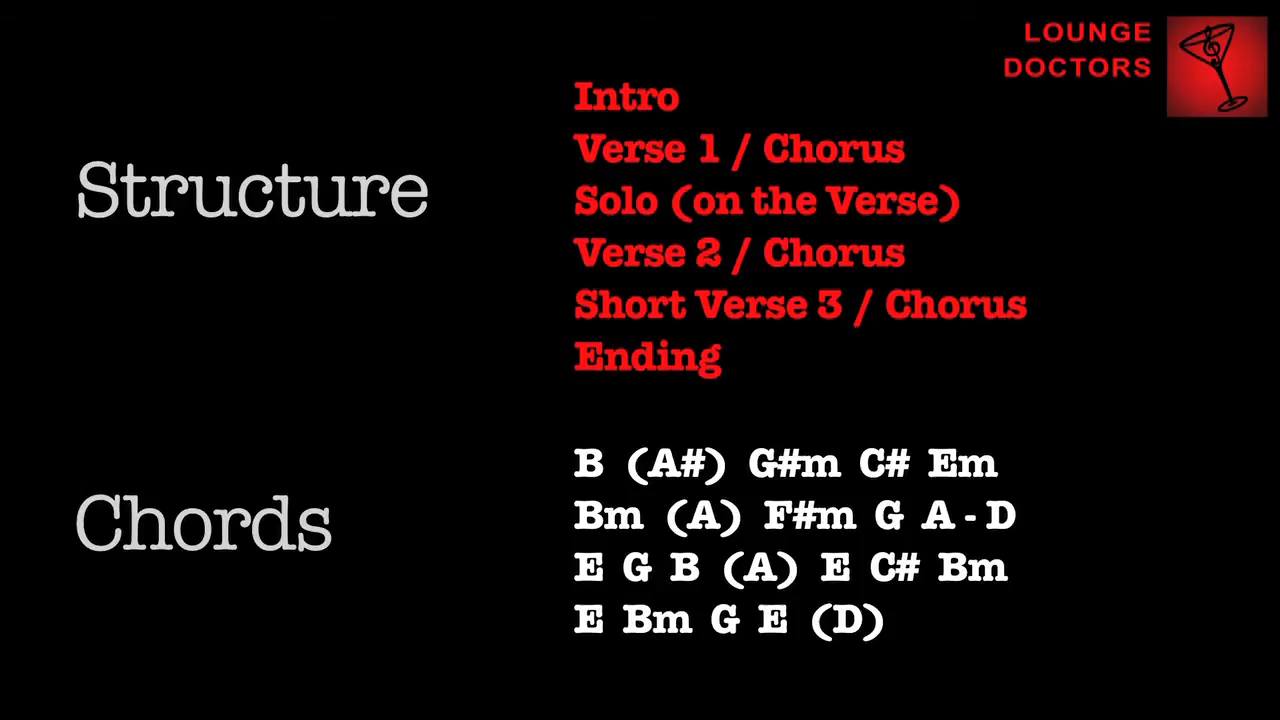 LOUNGE
DOCTORS
Structure
Intro
Verse 1 / Chorus
Solo (on the Verse)
Verse 2 / Chorus
Short Verse 3 / Chorus
Ending
Chords
B (A#) G#m C# Em
Bm (A) F#m G A - D
E G B (A) E C# Bm
E Bm G E (D)